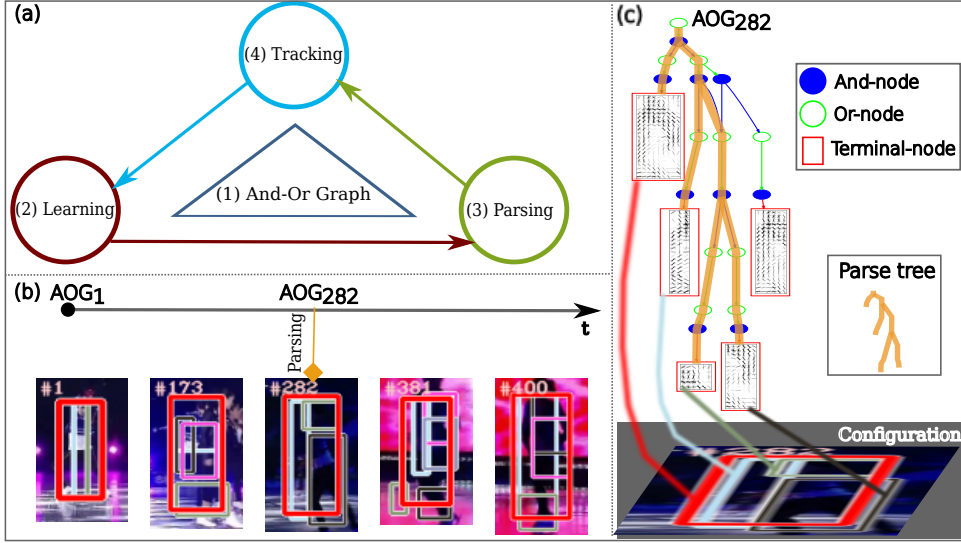 (a)
(4) Tracking
(1) And-Or Graph
(2) Learning
(3) Parsing
(b)
AOG1
AOG282
t
Parsing
#1
#173
#282
#381
#400
(c)
AOG282
And-node
Or-node
Terminal-node
Parse tree
Configuration